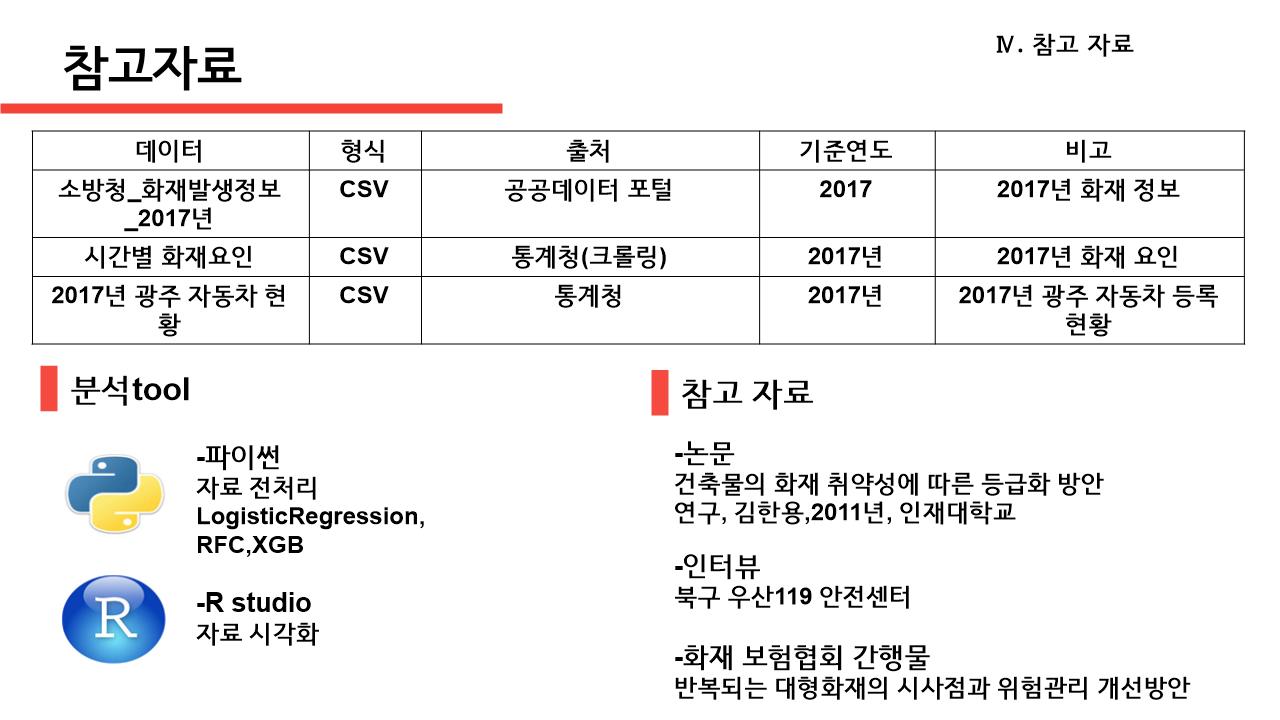 참고자료
Ⅳ. 참고 자료
데이터 형식 출처 기준연도 비고
소방청_화재발생정보
_2017년
CSV
공공데이터 포털
2017
2017년 화재 정보
시간별 화재요인 CSV 통계청(크롤링) 2017년 2017년 화재 요인
2017년 광주 자동차 현
황
CSV
통계청
2017년
2017년 광주 자동차 등록
현황
분석tool
-파이썬
자료 전처리
LogisticRegression,
RFC,XGB
R
-R studio
자료 시각화
참고 자료
-논문
건축물의 화재 취약성에 따른 등급화 방안
연구, 김한용,2011년, 인재대학교
-인터뷰
북구 우산119 안전센터
-화재 보험협회 간행물
반복되는 대형화재의 시사점과 위험관리 개선방안